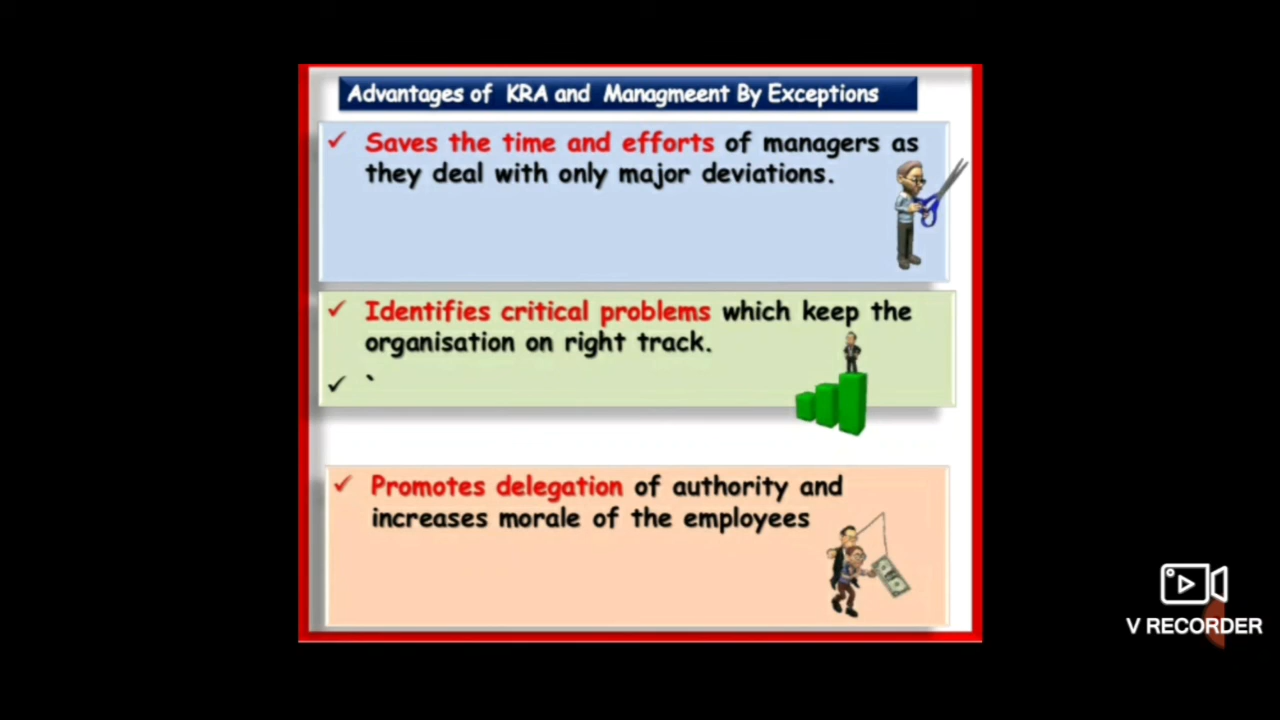 Advantages of KRA and Managmeent By Exceptions
✓ Saves the time and efforts of managers as
they deal with only major deviations.
✓ Identifies critical problems which keep the
organisation on right track.
✓ `
✓ Promotes delegation of authority and
increases morale of the employees
V RECORDER